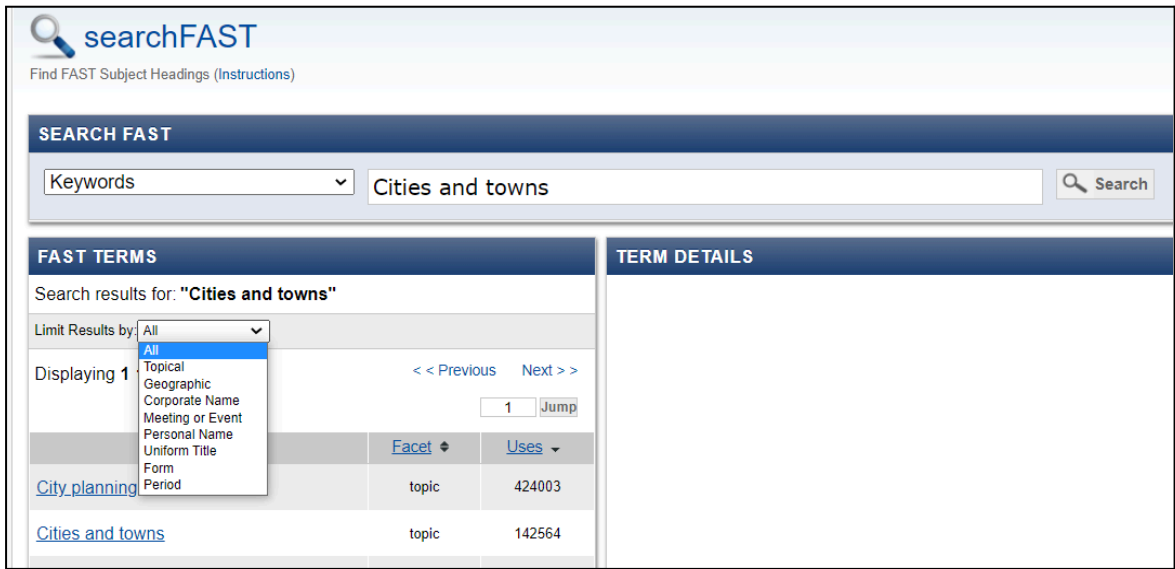 searchFAST
Find FAST Subject Headings (Instructions)
SEARCH FAST
Keywords Cities and towns Search
FAST TERMS
Search results for: "Cities and towns"
Limit Results by: All
All
Topical
Geographic
Corporate Name
Meeting or Event
Personal Name
Uniform Title
Form
Period
Displaying 1
< < Previous Next > >
1 Jump
Facet Uses
City planning topic 424003
Cities and towns topic 142564
TERM DETAILS